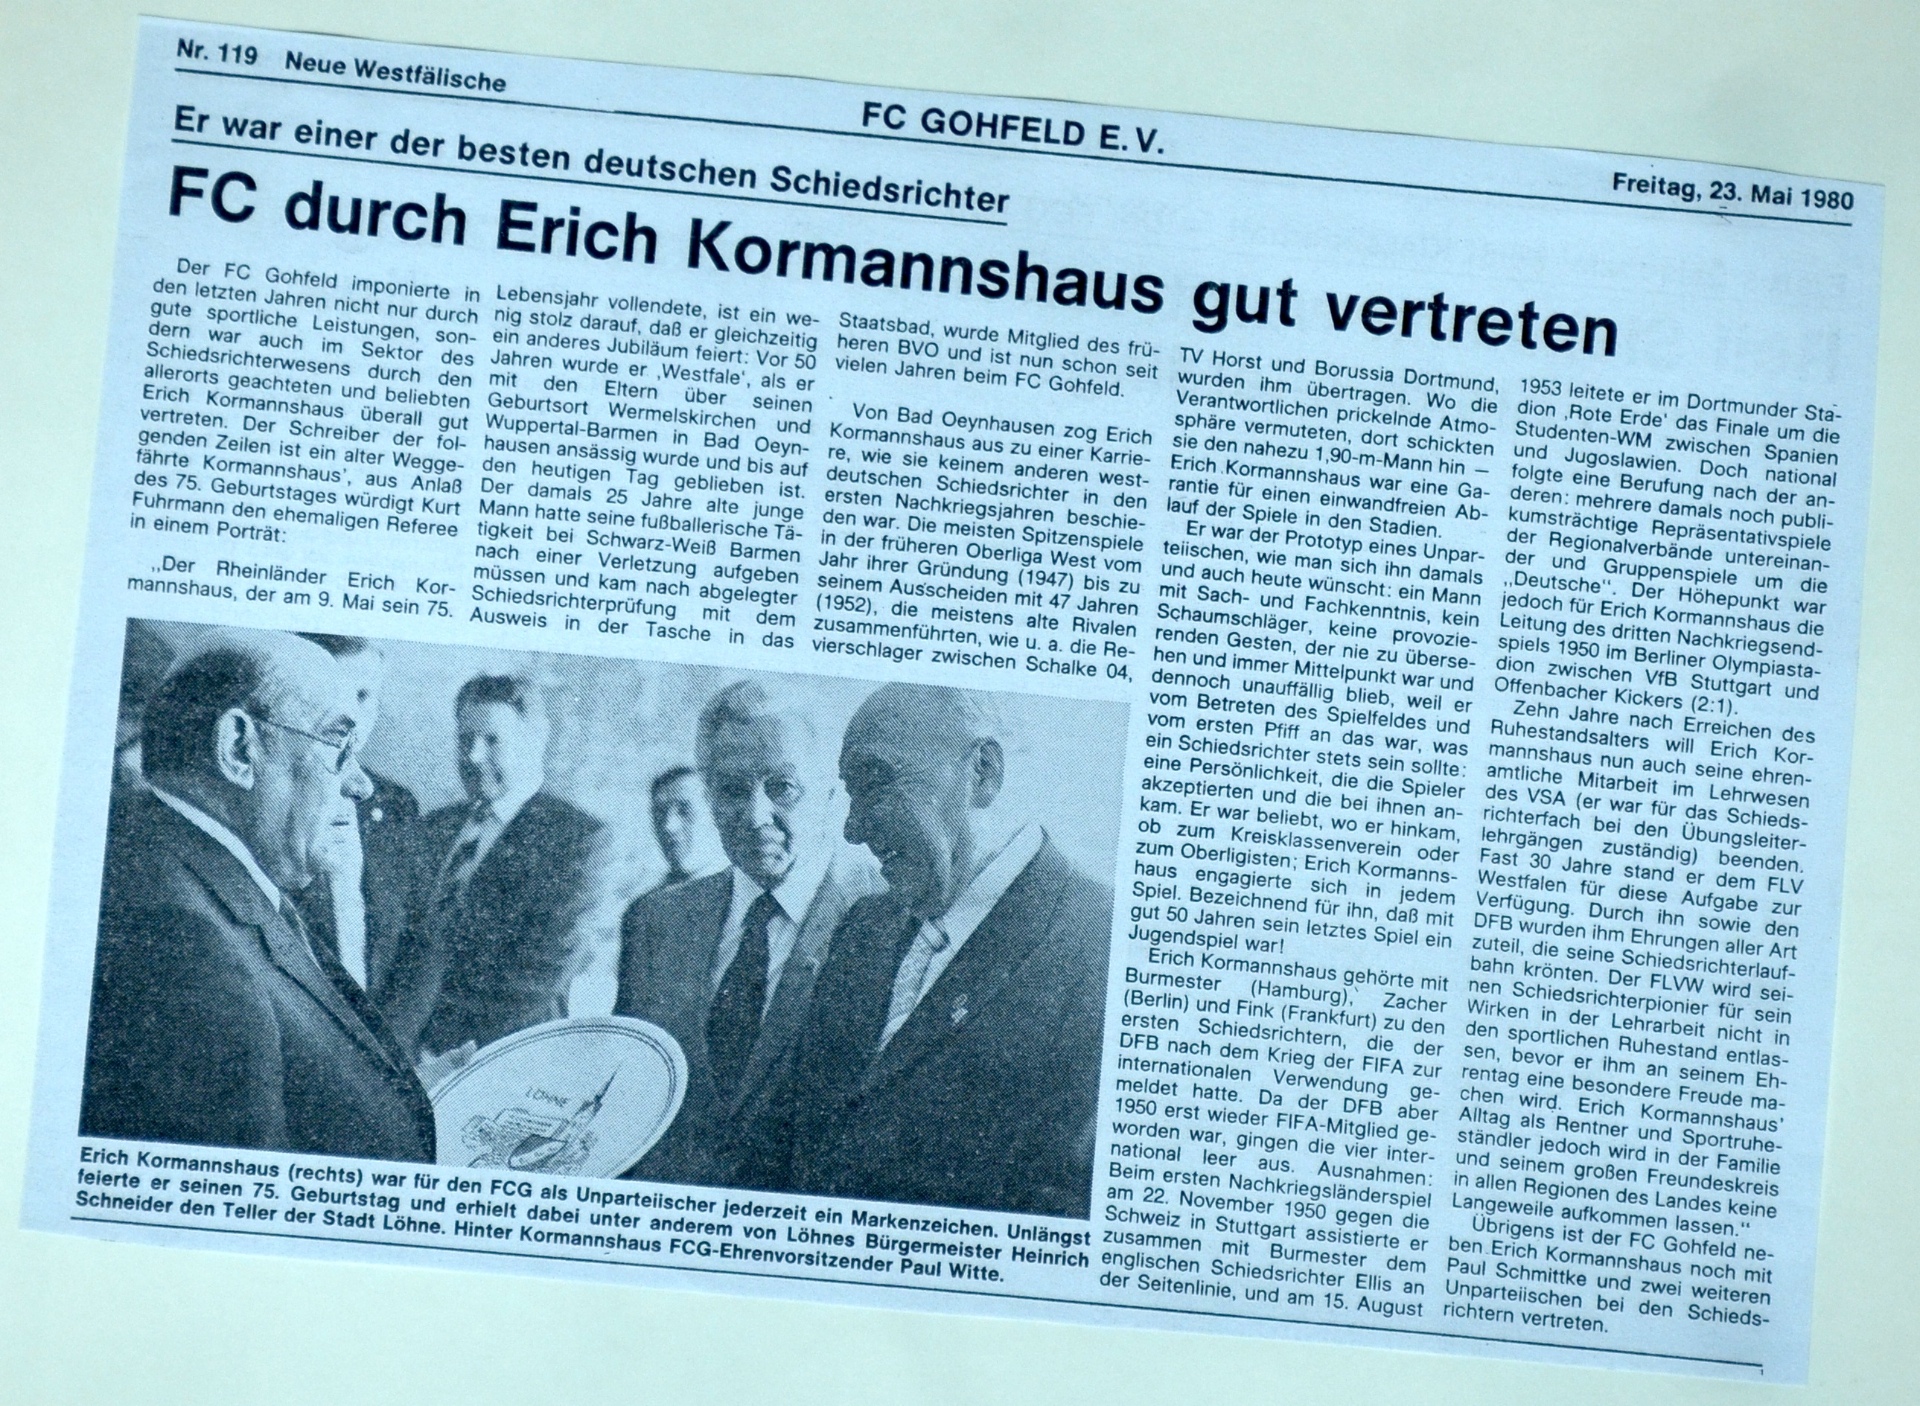 Nr. 119 Neue Westfälische
FC GOHFELD E. V.
Freitag, 23. Mai 1980
Er war einer der besten deutschen Schiedsrichter
FC durch Erich Kormannshaus gut vertreten
Der FC Gohfeld imponierte in
den letzten Jahren nicht nur durch
gute sportliche Leistungen, son-
dern war auch im Sektor des
Schiedsrichterwesens durch den
allerorts geachteten und beliebten
Erich Kormannshaus überall gut
vertreten. Der Schreiber der fol-
genden Zeilen ist ein alter Wegge-
fährte Kormannshaus', aus Anlaß
des 75. Geburtstages würdigt Kurt
Fuhrmann den ehemaligen Referee
in einem Porträt:
„Der Rheinländer Erich Kor-
mannshaus, der am 9. Mai sein 75.
Lebensjahr vollendete, ist ein we-
nig stolz darauf, daß er gleichzeitig
ein anderes Jubiläum feiert: Vor 50
Jahren wurde er ‚Westfale', als er
mit den Eltern über seinen
Geburtsort Wermelskirchen und
Wuppertal-Barmen in Bad Oeyn-
hausen ansässig wurde und bis auf
den heutigen Tag geblieben ist.
Der damals 25 Jahre alte junge
Mann hatte seine fußballerische Tä-
tigkeit bei Schwarz-Weiß Barmen
nach einer Verletzung aufgeben
müssen und kam nach abgelegter
Schiedsrichterprüfung mit dem
Ausweis in der Tasche in das
Staatsbad, wurde Mitglied des frü-
heren BVO und ist nun schon seit
vielen Jahren beim FC Gohfeld.
Von Bad Oeynhausen zog Erich
Kormannshaus aus zu einer Karrie-
re, wie sie keinem anderen west-
deutschen Schiedsrichter in den
ersten Nachkriegsjahren beschie-
den war. Die meisten Spitzenspiele
in der früheren Oberliga West vom
Jahr ihrer Gründung (1947) bis zu
seinem Ausscheiden mit 47 Jahren
(1952), die meistens alte Rivalen
zusammenführten, wie u. a. die Re-
vierschlager zwischen Schalke 04,
TV Horst und Borussia Dortmund,
wurden ihm übertragen. Wo die
Verantwortlichen prickelnde Atmo-
sphäre vermuteten, dort schickten
sie den nahezu 1,90-m-Mann hin —
Erich Kormannshaus war eine Ga-
rantie für einen einwandfreien Ab-
lauf der Spiele in den Stadien.
Er war der Prototyp eines Unpar-
teiischen, wie man sich ihn damals
und auch heute wünscht: ein Mann
mit Sach- und Fachkenntnis, kein
Schaumschläger, keine provozie-
renden Gesten, der nie zu überse-
hen und immer Mittelpunkt war und
dennoch unauffällig blieb, weil er
vom Betreten des Spielfeldes und
vom ersten Pfiff an das war, was
ein Schiedsrichter stets sein sollte:
eine Persönlichkeit, die die Spieler
akzeptierten und die bei ihnen an-
kam. Er war beliebt, wo er hinkam,
ob zum Kreisklassenverein oder
zum Oberligisten; Erich Kormanns-
haus engagierte sich in jedem
Spiel. Bezeichnend für ihn, daß mit
gut 50 Jahren sein letztes Spiel ein
Jugendspiel war!
Erich Kormannshaus gehörte mit
Burmester (Hamburg), Zacher
(Berlin) und Fink (Frankfurt) zu den
ersten Schiedsrichtern, die der
DFB nach dem Krieg der FIFA zur
internationalen Verwendung ge-
meldet hatte. Da der DFB aber
1950 erst wieder FIFA-Mitglied ge-
worden war, gingen die vier inter-
national leer aus. Ausnahmen:
Beim ersten Nachkriegsländerspiel
am 22. November 1950 gegen die
Schweiz in Stuttgart assistierte er
zusammen mit Burmester dem
englischen Schiedsrichter Ellis an
der Seitenlinie, und am 15. August
1953 leitete er im Dortmunder Sta-
dion ‚Rote Erde' das Finale um die
Studenten-WM zwischen Spanien
und Jugoslawien. Doch national
folgte eine Berufung nach der an-
deren: mehrere damals noch publi-
kumsträchtige Repräsentativspiele
der Regionalverbände untereinan-
der und Gruppenspiele um die
„Deutsche". Der Höhepunkt war
jedoch für Erich Kormannshaus die
Leitung des dritten Nachkriegsend-
spiels 1950 im Berliner Olympiasta-
dion zwischen VfB Stuttgart und
Offenbacher Kickers (2:1).
Zehn Jahre nach Erreichen des
Ruhestandsalters will Erich Kor-
mannshaus nun auch seine ehren-
amtliche Mitarbeit im Lehrwesen
des VSA (er war für das Schieds-
richterfach bei den Übungsleiter-
lehrgängen zuständig) beenden.
Fast 30 Jahre stand er dem FLV
Westfalen für diese Aufgabe zur
Verfügung. Durch ihn sowie den
DFB wurden ihm Ehrungen aller Art
zuteil, die seine Schiedsrichterlauf-
bahn krönten. Der FLVW wird sei-
nen Schiedsrichterpionier für sein
Wirken in der Lehrarbeit nicht in
den sportlichen Ruhestand entlas-
sen, bevor er ihm an seinem Eh-
rentag eine besondere Freude ma-
chen wird. Erich Kormannshaus'
Alltag als Rentner und Sportruhe-
ständler jedoch wird in der Familie
und seinem großen Freundeskreis
in allen Regionen des Landes keine
Langeweile aufkommen lassen."
Übrigens ist der FC Gohfeld ne-
ben Erich Kormannshaus noch mit
Paul Schmittke und zwei weiteren
Unparteiischen bei den Schieds-
richtern vertreten.
LÖHNE
Erich Kormannshaus (rechts) war für den FCG als Unparteiischer jederzeit ein Markenzeichen. Unlängst
feierte er seinen 75. Geburtstag und erhielt dabei unter anderem von Löhnes Bürgermeister Heinrich
Schneider den Teller der Stadt Löhne. Hinter Kormannshaus FCG-Ehrenvorsitzender Paul Witte.